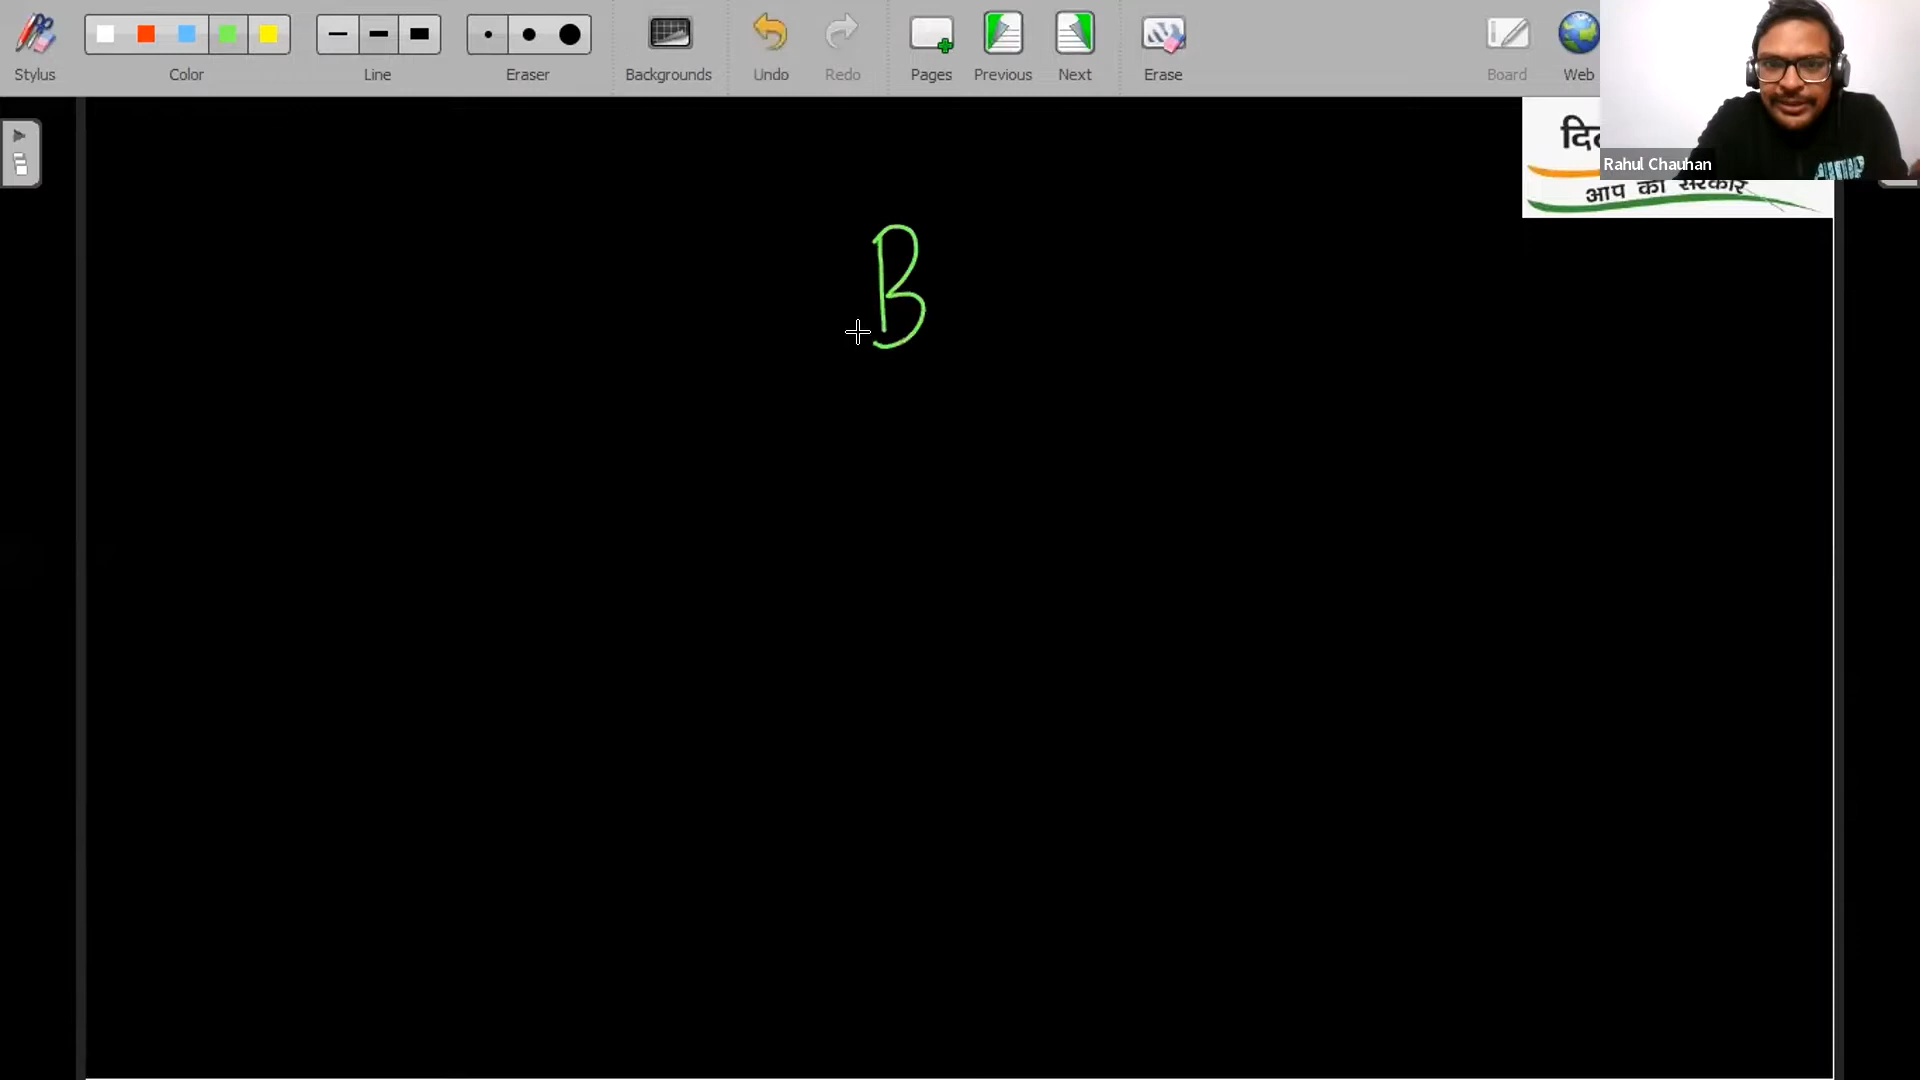 Stylus
Color
Line
Eraser
Backgrounds
Undo
Redo
Pages
Previous
Next
Erase
Board
Web
Rahul Chauhan
आप की सरकार
B